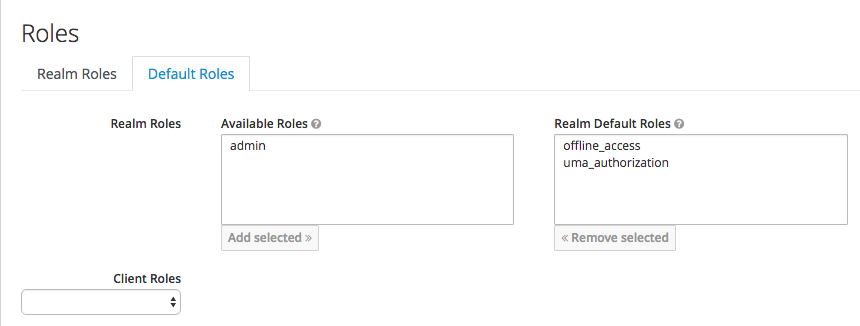 Roles
Realm Roles Default Roles
Realm Roles Available Roles Realm Default Roles
admin offline_access
uma_authorization
Add selected » « Remove selected
Client Roles